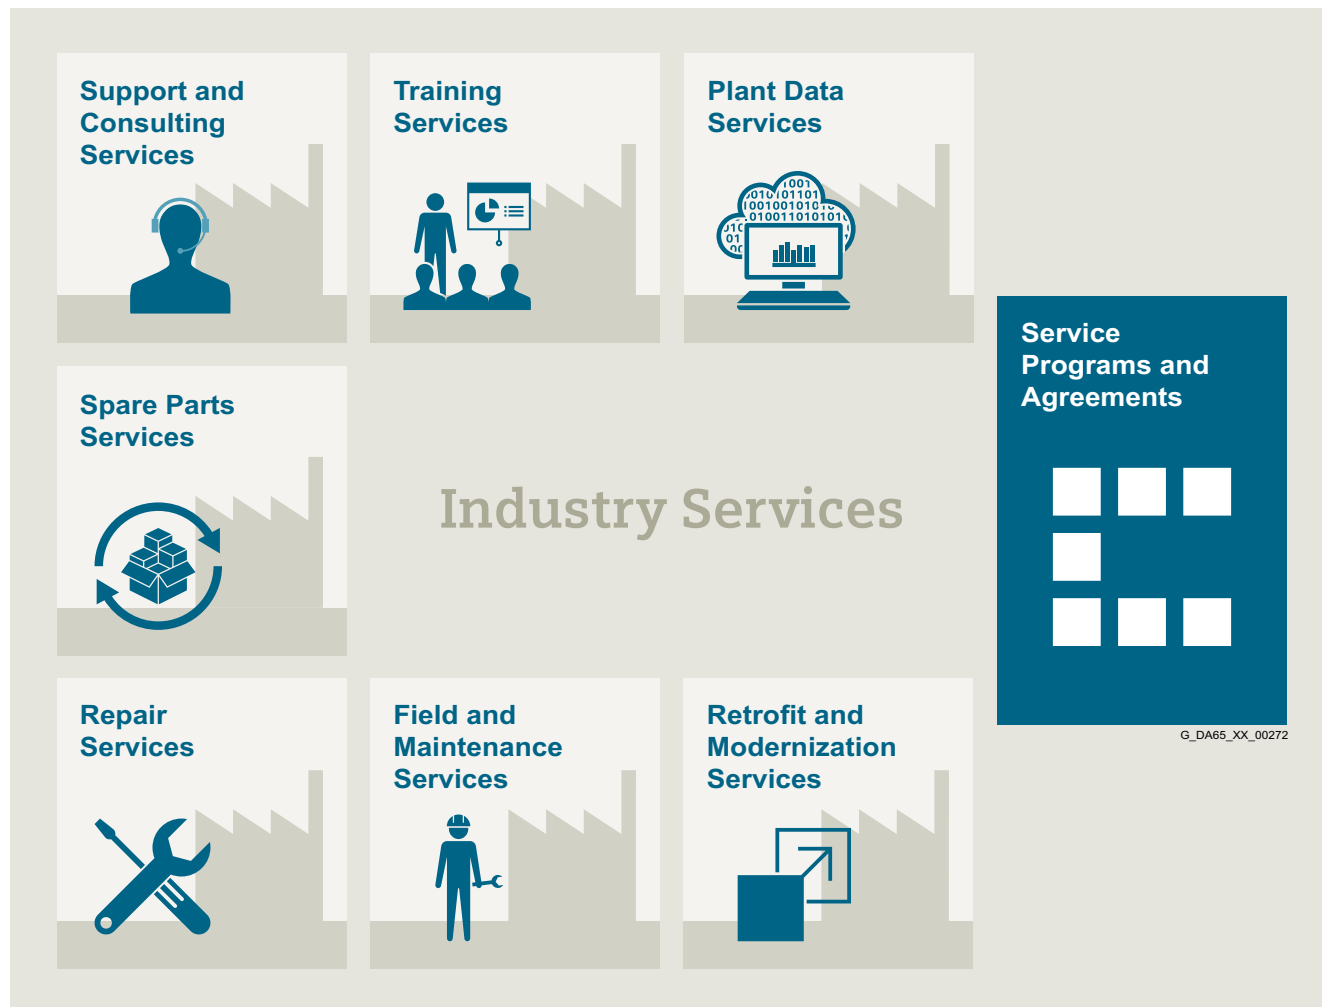 Support and
Consulting
Services
Training
Services
Plant Data
Services
Service
Programs and
Agreements
Spare Parts
Services
Industry Services
Repair
Services
Field and
Maintenance
Services
Retrofit and
Modernization
Services
G_DA65_XX_00272